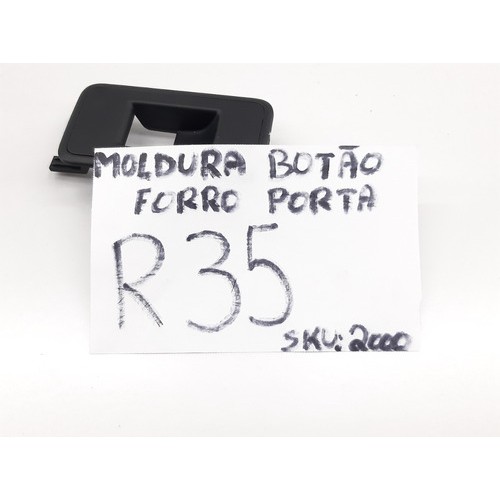 MOLDURA BOTÃO
FORRO PORTA
R35
SKU: 2000